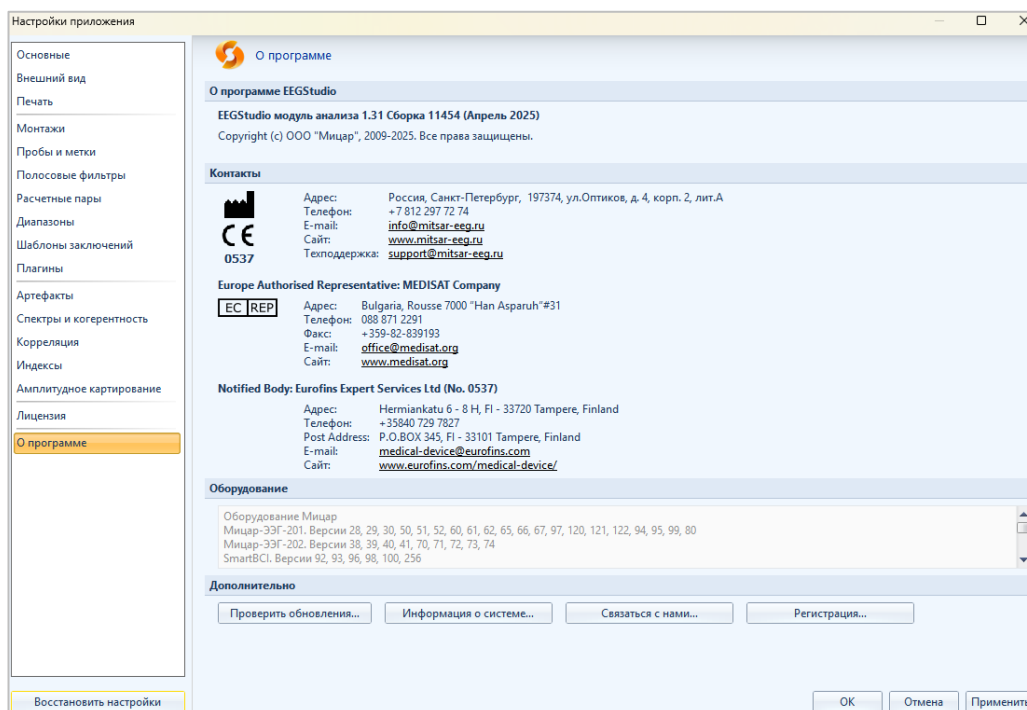 Настройки приложения
Основные
Внешний вид
Печать
Монтажи
Пробы и метки
Полосовые фильтры
Расчетные пары
Диапазоны
Шаблоны заключений
Плагины
Артефакты
Спектры и когерентность
Корреляция
Индексы
Амплитудное картирование
Лицензия
О программе
Восстановить настройки
О программе
О программе EEGStudio
EEGStudio модуль анализа 1.31 Сборка 11454 (Апрель 2025)
Copyright (c) ООО "Мицар", 2009-2025. Все права защищены.
Контакты
CE
0537
Адрес: Россия, Санкт-Петербург, 197374, ул.Оптиков, д. 4, корп. 2, лит.А
Телефон: +7 812 297 72 74
E-mail: info@mitsar-eeg.ru
Сайт: www.mitsar-eeg.ru
Техподдержка: support@mitsar-eeg.ru
Europe Authorised Representative: MEDISAT Company
EC REP
Адрес: Bulgaria, Rousse 7000 "Han Asparuh"#31
Телефон: 088 871 2291
Факс: +359-82-839193
E-mail: office@medisat.org
Сайт: www.medisat.org
Notified Body: Eurofins Expert Services Ltd (No. 0537)
Адрес: Hermiankatu 6 - 8 H, FI - 33720 Tampere, Finland
Телефон: +35840 729 7827
Post Address: P.O.BOX 345, FI - 33101 Tampere, Finland
E-mail: medical-device@eurofins.com
Сайт: www.eurofins.com/medical-device/
Оборудование
Оборудование Мицар
Мицар-ЭЭГ-201. Версии 28, 29, 30, 50, 51, 52, 60, 61, 62, 65, 66, 67, 97, 120, 121, 122, 94, 95, 99, 80
Мицар-ЭЭГ-202. Версии 38, 39, 40, 41, 70, 71, 72, 73, 74
SmartBCI. Версии 92, 93, 96, 98, 100, 256
Дополнительно
Проверить обновления...
Информация о системе...
Связаться с нами...
Регистрация...
OK
Отмена
Применить